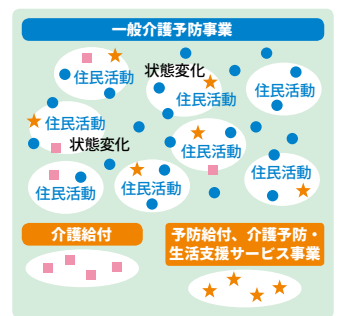 一般介護予防事業
住民活動
状態変化
住民活動
住民活動
住民活動
状態変化
住民活動
住民活動
住民活動
住民活動
介護給付
予防給付、介護予防・
生活支援サービス事業